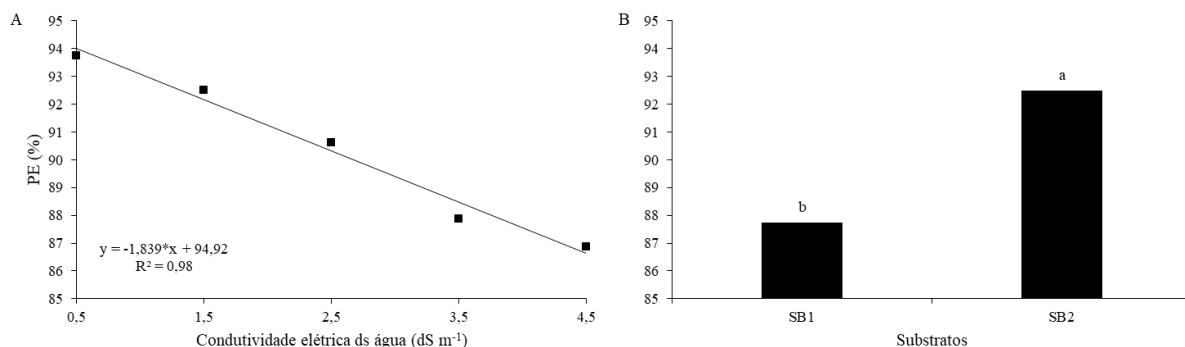 A
95
94
93
92
91
90
89
88
87
86
85
PE (%)
y = -1,839*x + 94,92
R² = 0,98
0,5
1,5
2,5
3,5
4,5
Condutividade elétrica ds água (dS m⁻¹)
B
95
94
93
92
91
90
89
88
87
86
85
b
a
SB1
SB2
Substratos